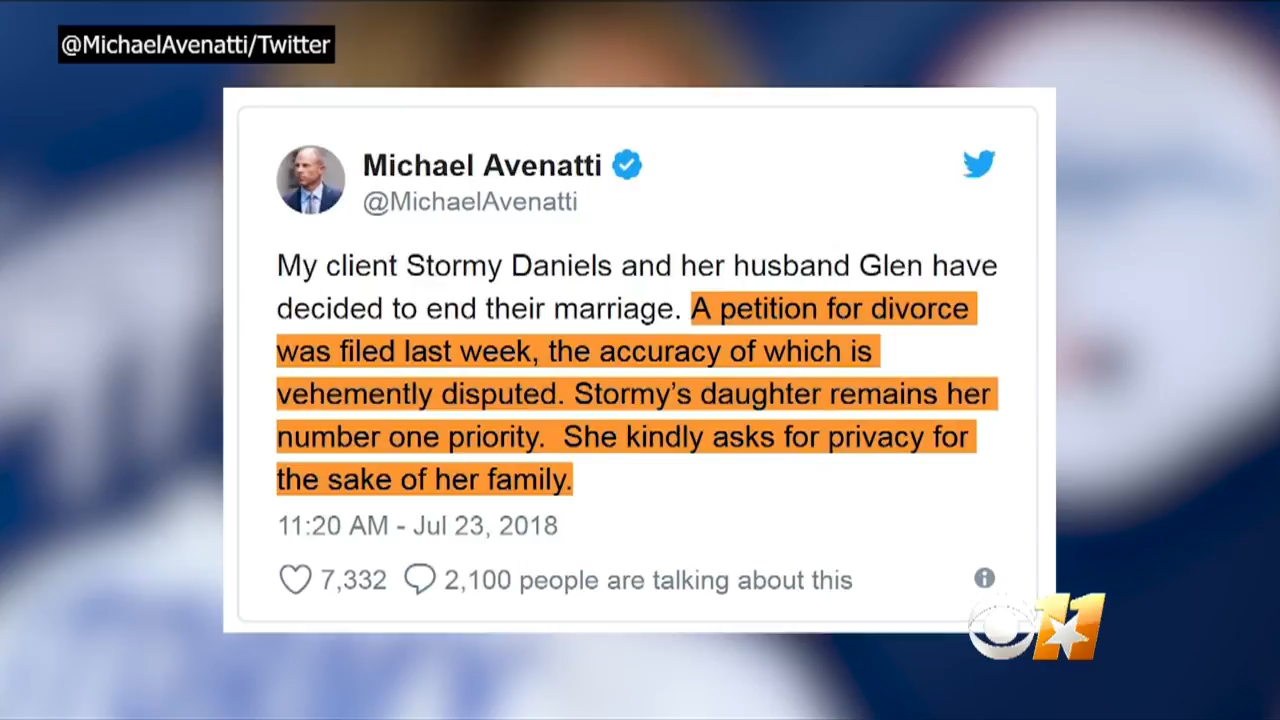 @MichaelAvenatti/Twitter
Michael Avenatti
@MichaelAvenatti
My client Stormy Daniels and her husband Glen have
decided to end their marriage. A petition for divorce
was filed last week, the accuracy of which is
vehemently disputed. Stormy’s daughter remains her
number one priority.  She kindly asks for privacy for
the sake of her family.
11:20 AM - Jul 23, 2018
7,332 2,100 people are talking about this
11